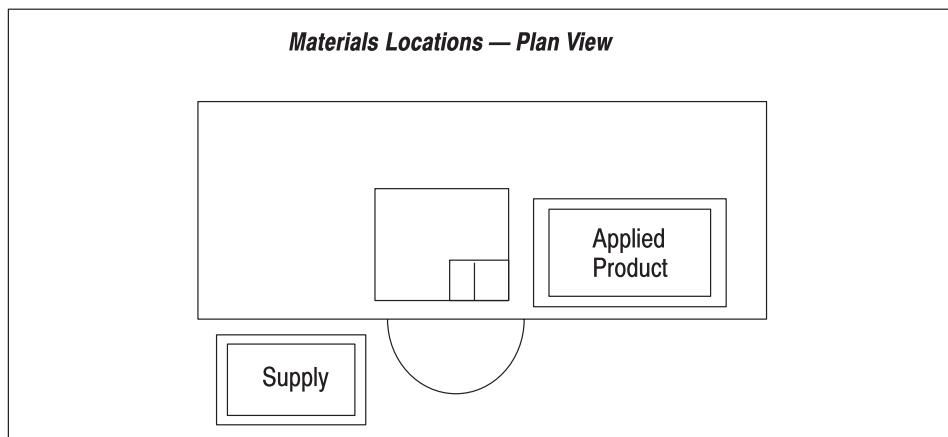 Materials Locations — Plan View
Applied
Product
Supply